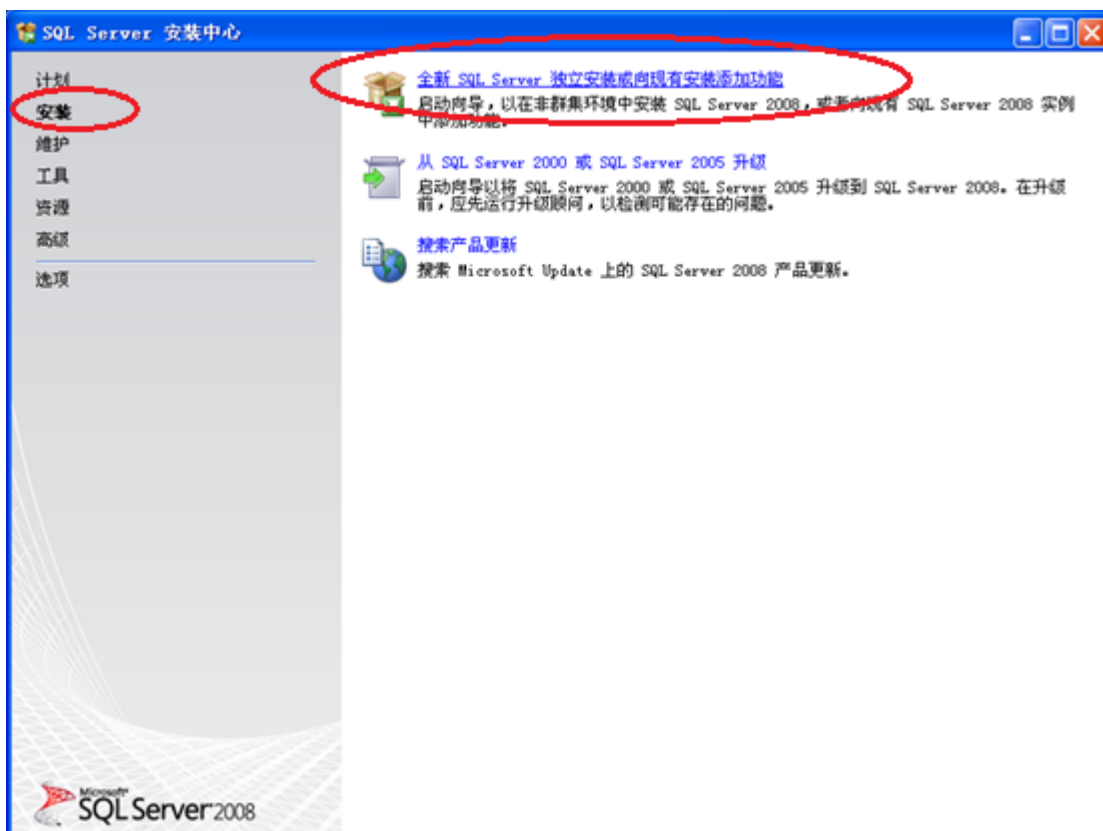 SQL Server 安装中心
计划
安装
维护
工具
资源
高级
选项
全新 SQL Server 独立安装或向现有安装添加功能
启动向导，以在非群集环境中安装 SQL Server 2008，或者向现有 SQL Server 2008 实例
中添加功能。
从 SQL Server 2000 或 SQL Server 2005 升级
启动向导以将 SQL Server 2000 或 SQL Server 2005 升级到 SQL Server 2008。在升级
前，应先运行升级顾问，以检测可能存在的问题。
搜索产品更新
搜索 Microsoft Update 上的 SQL Server 2008 产品更新。
Microsoft
SQL Server 2008